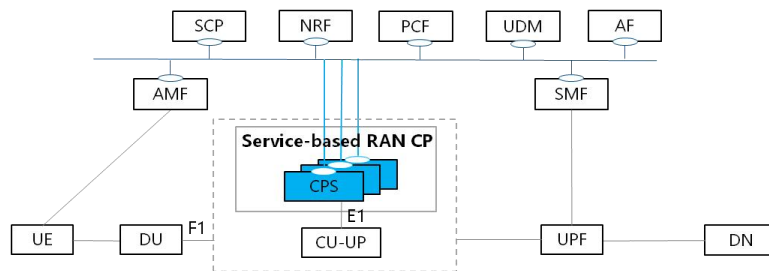 SCP NRF PCF UDM AF
AMF SMF
Service-based RAN CP
CPS
E1
F1
UE DU CU-UP UPF DN